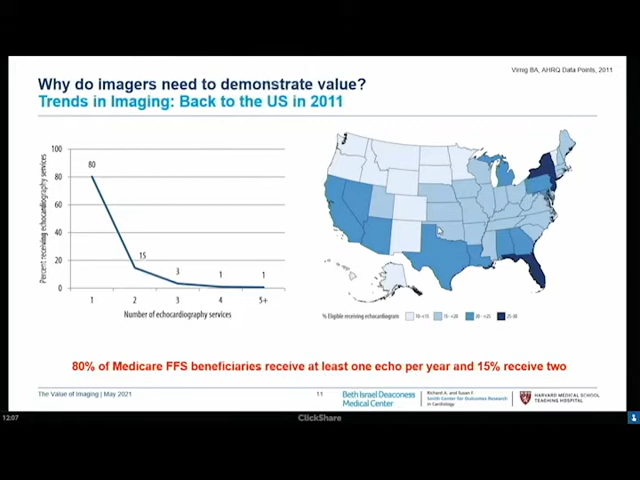 Virnig BA, AHRQ Data Points, 2011
Why do imagers need to demonstrate value?
Trends in Imaging: Back to the US in 2011
Percent receiving echocardiography services
100
80
60
40
20
0
80
15
3
1
1
1
2
3
4
5+
Number of echocardiography services
% Eligible receiving echocardiogram
10-<15
15-<20
20-<25
25-30
80% of Medicare FFS beneficiaries receive at least one echo per year and 15% receive two
The Value of Imaging | May 2021
11
Beth Israel Deaconess
Medical Center
Richard A. and Susan F.
Smith Center for Outcomes Research
in Cardiology
HARVARD MEDICAL SCHOOL
TEACHING HOSPITAL
12:07
ClickShare